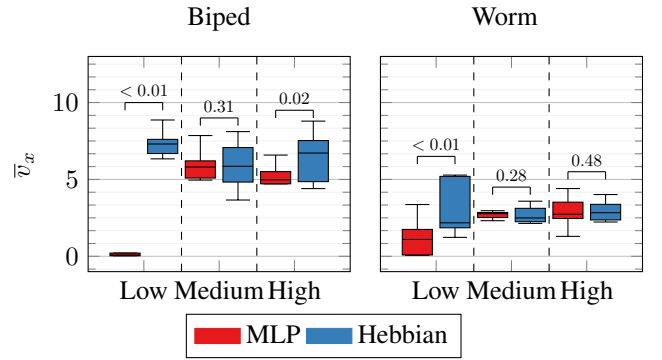 Biped Worm
< 0.01 0.31 0.02 < 0.01 0.28 0.48
10
5
0
v̅ₓ
Low Medium High Low Medium High
MLP Hebbian